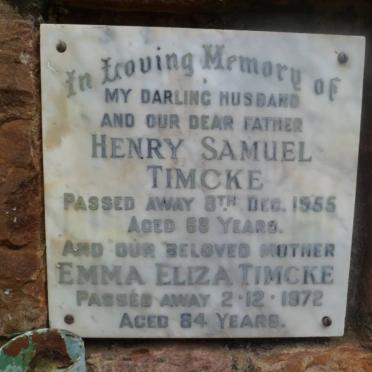 In Loving Memory of
MY DARLING HUSBAND
AND OUR DEAR FATHER
HENRY SAMUEL
TIMCKE
PASSED AWAY 8TH DEC. 1955
AGED 68 YEARS.
AND OUR BELOVED MOTHER
EMMA ELIZA TIMCKE
PASSED AWAY 2·12·1972
AGED 84 YEARS.